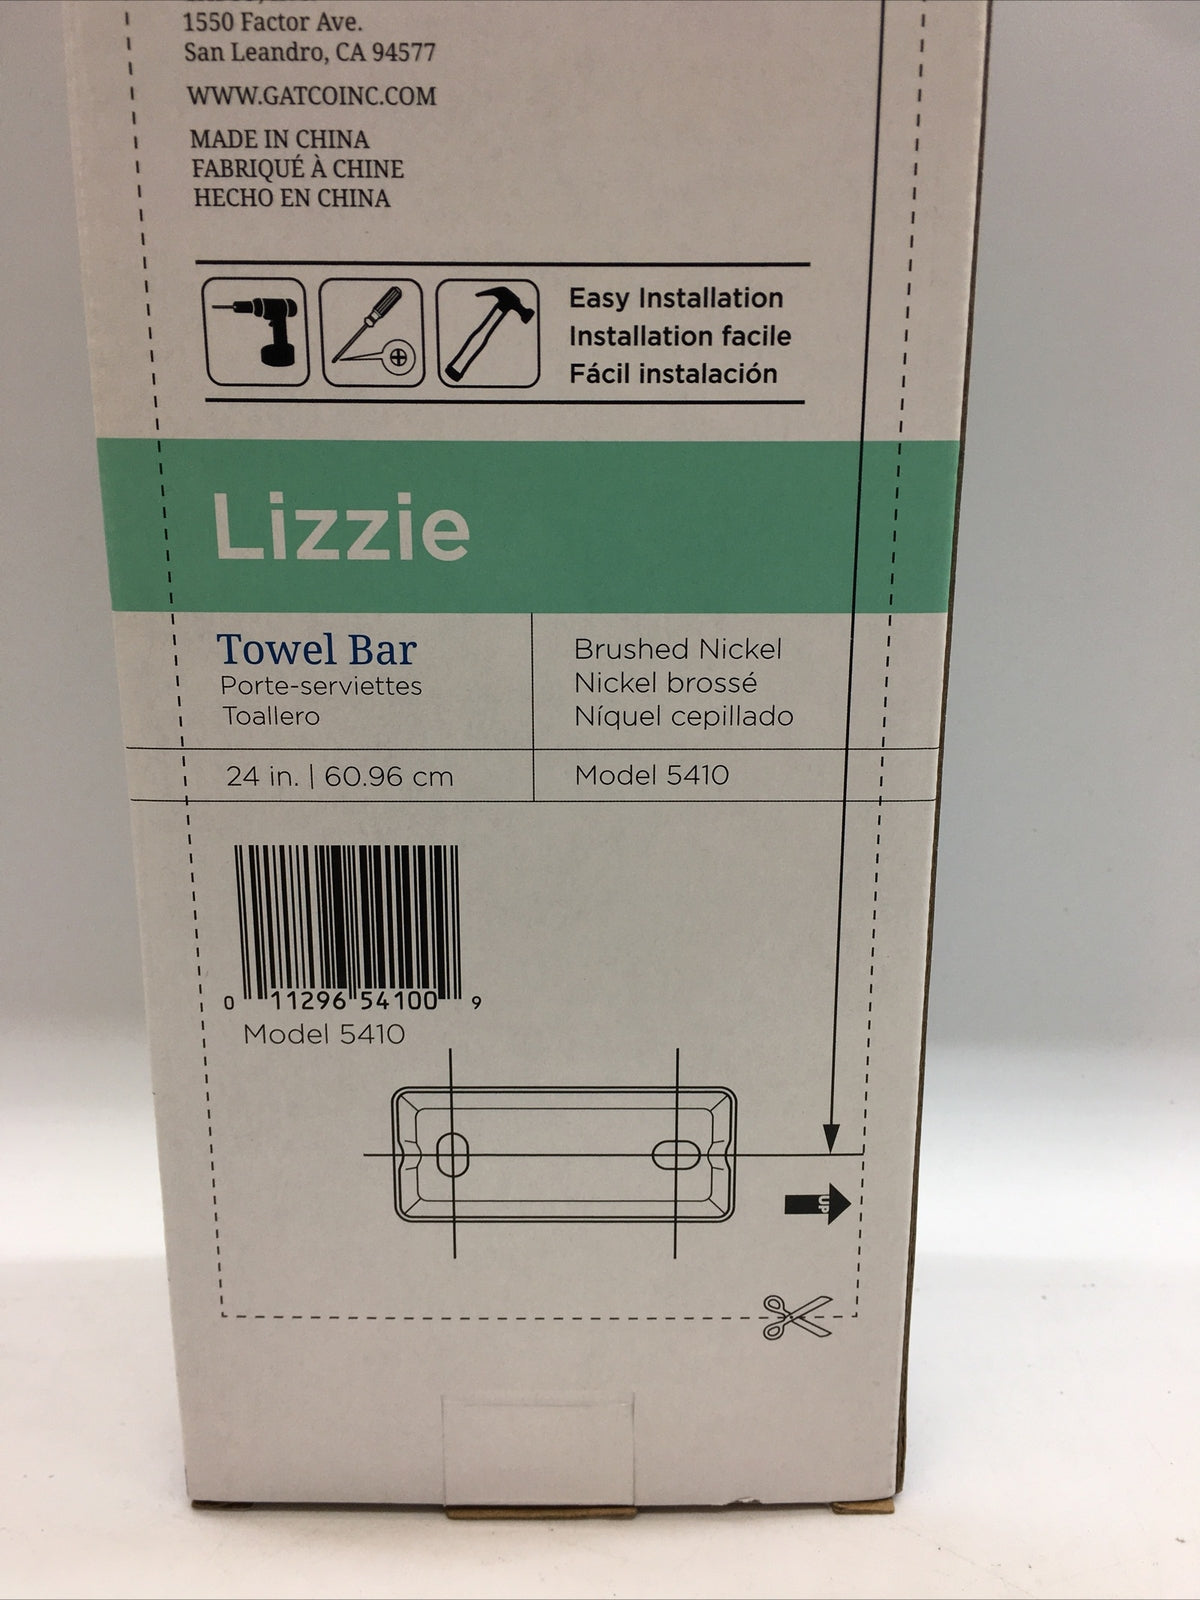 1550 Factor Ave.
San Leandro, CA 94577
WWW.GATCOINC.COM
MADE IN CHINA
FABRIQUÉ À CHINE
HECHO EN CHINA
Easy Installation
Installation facile
Fácil instalación
Lizzie
Towel Bar
Porte-serviettes
Toallero
Brushed Nickel
Nickel brossé
Níquel cepillado
24 in. | 60.96 cm
Model 5410
0 11296 54100 9
Model 5410
UP